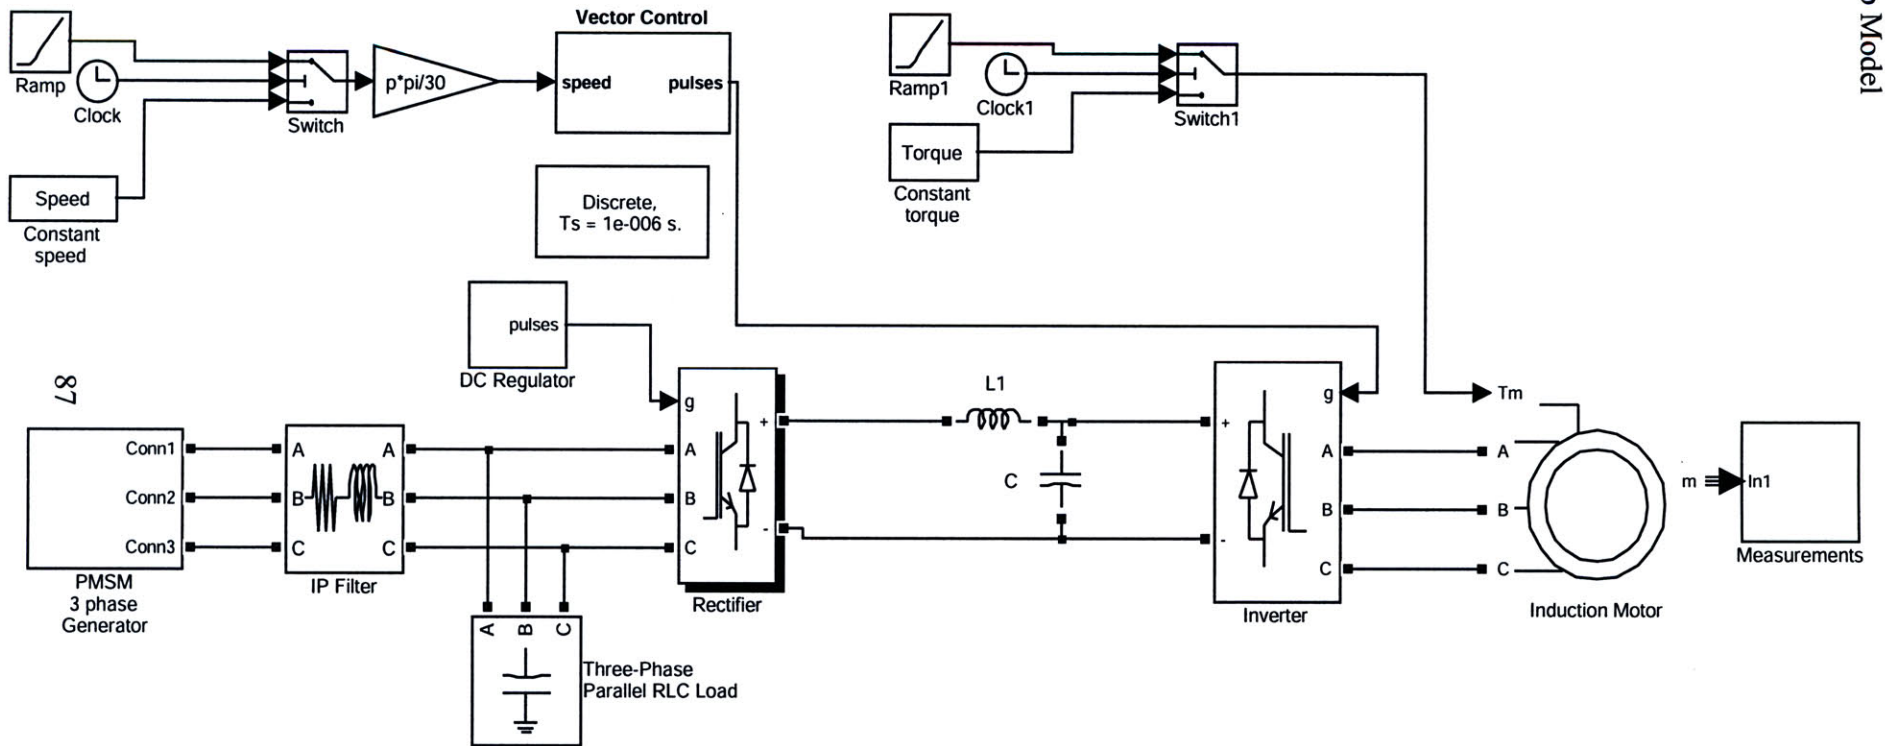 Vector Control
Ramp
Clock
Switch
p*pi/30
speed
pulses
Ramp1
Clock1
Switch1
Torque
Constant
torque
Speed
Constant
speed
Discrete,
Ts = 1e-006 s.
pulses
DC Regulator
87
Conn1
Conn2
Conn3
PMSM
3 phase
Generator
A
B
C
A
B
C
IP Filter
g
A
B
C
+
-
Rectifier
A
B
C
Three-Phase
Parallel RLC Load
L1
C
+
-
g
A
B
C
Inverter
Tm
A
B
C
m
Induction Motor
In1
Measurements
Model